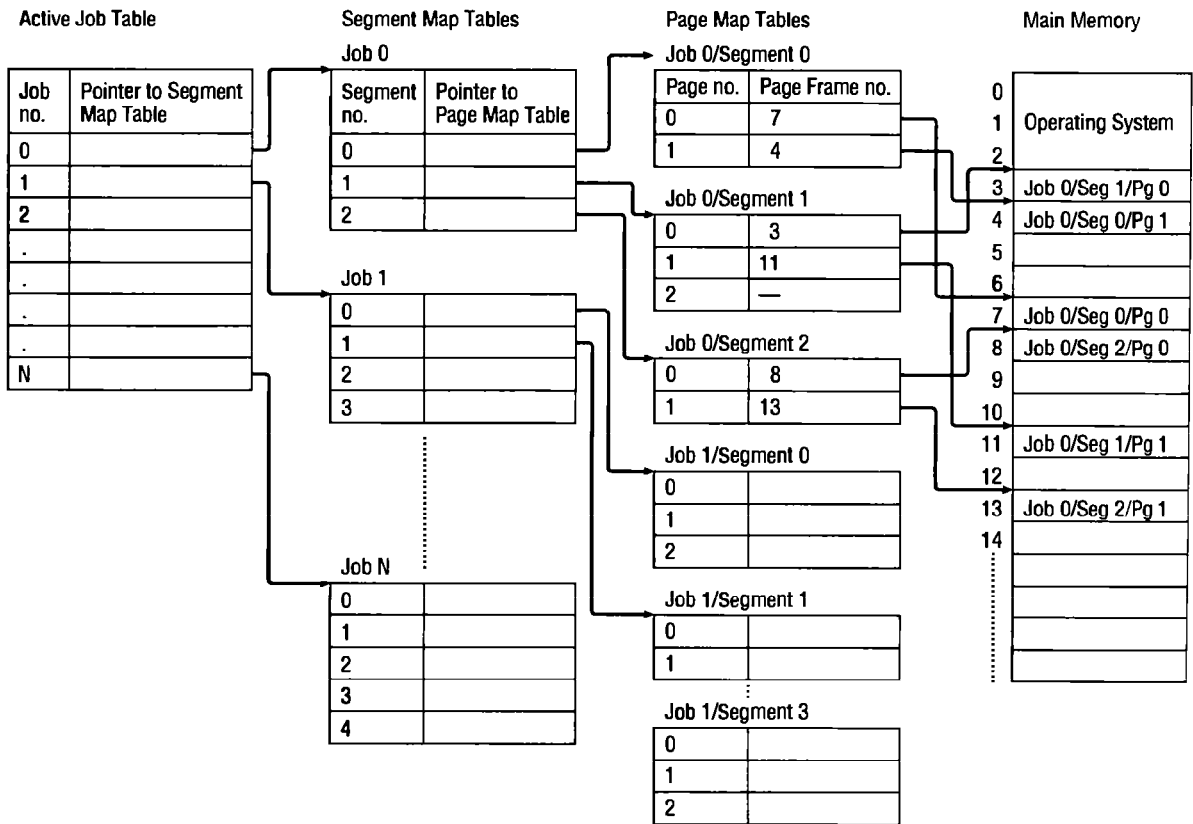 Active Job Table
Job no. Pointer to Segment Map Table
0
1
2
.
.
.
.
N
Segment Map Tables
Job 0
Segment no. Pointer to Page Map Table
0
1
2
Job 1
0
1
2
3
Job N
0
1
2
3
4
Page Map Tables
Job 0/Segment 0
Page no. Page Frame no.
0 7
1 4
Job 0/Segment 1
0 3
1 11
2 —
Job 0/Segment 2
0 8
1 13
Job 1/Segment 0
0
1
2
Job 1/Segment 1
0
1
Job 1/Segment 3
0
1
2
Main Memory
0
1 Operating System
2
3 Job 0/Seg 1/Pg 0
4 Job 0/Seg 0/Pg 1
5
6
7 Job 0/Seg 0/Pg 0
8 Job 0/Seg 2/Pg 0
9
10
11 Job 0/Seg 1/Pg 1
12
13 Job 0/Seg 2/Pg 1
14